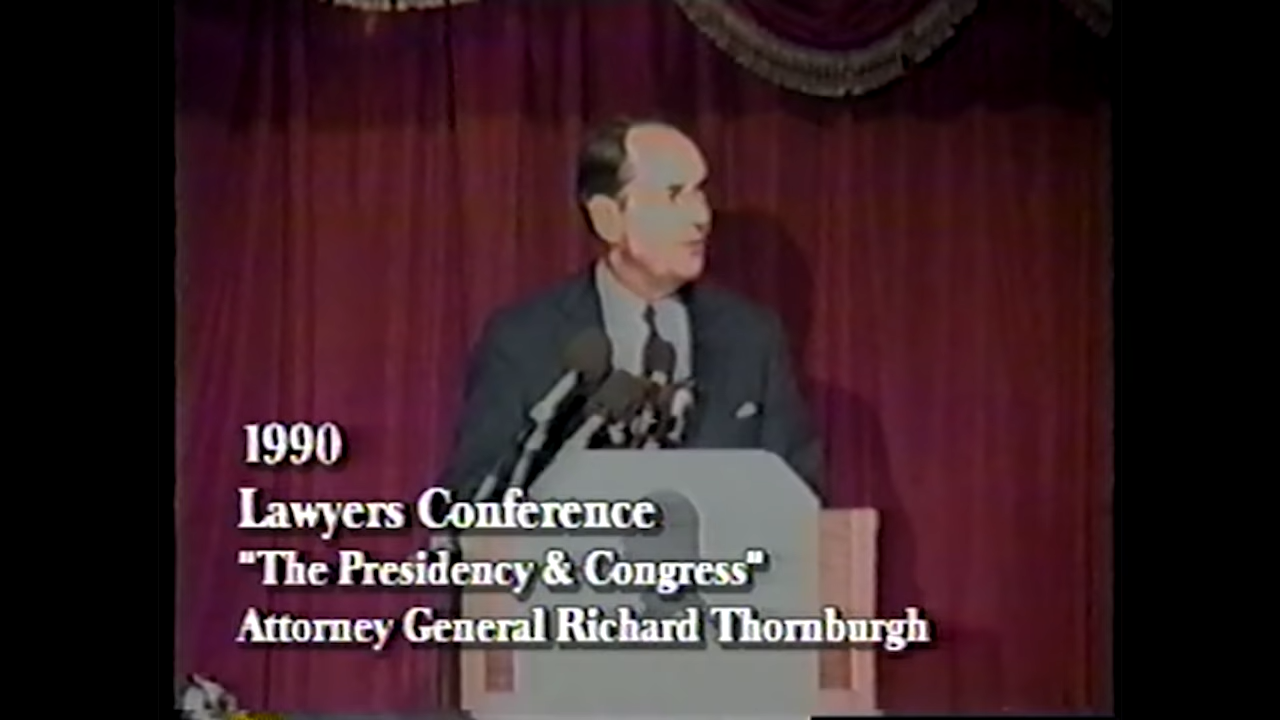 1990
Lawyers Conference
"The Presidency & Congress"
Attorney General Richard Thornburgh